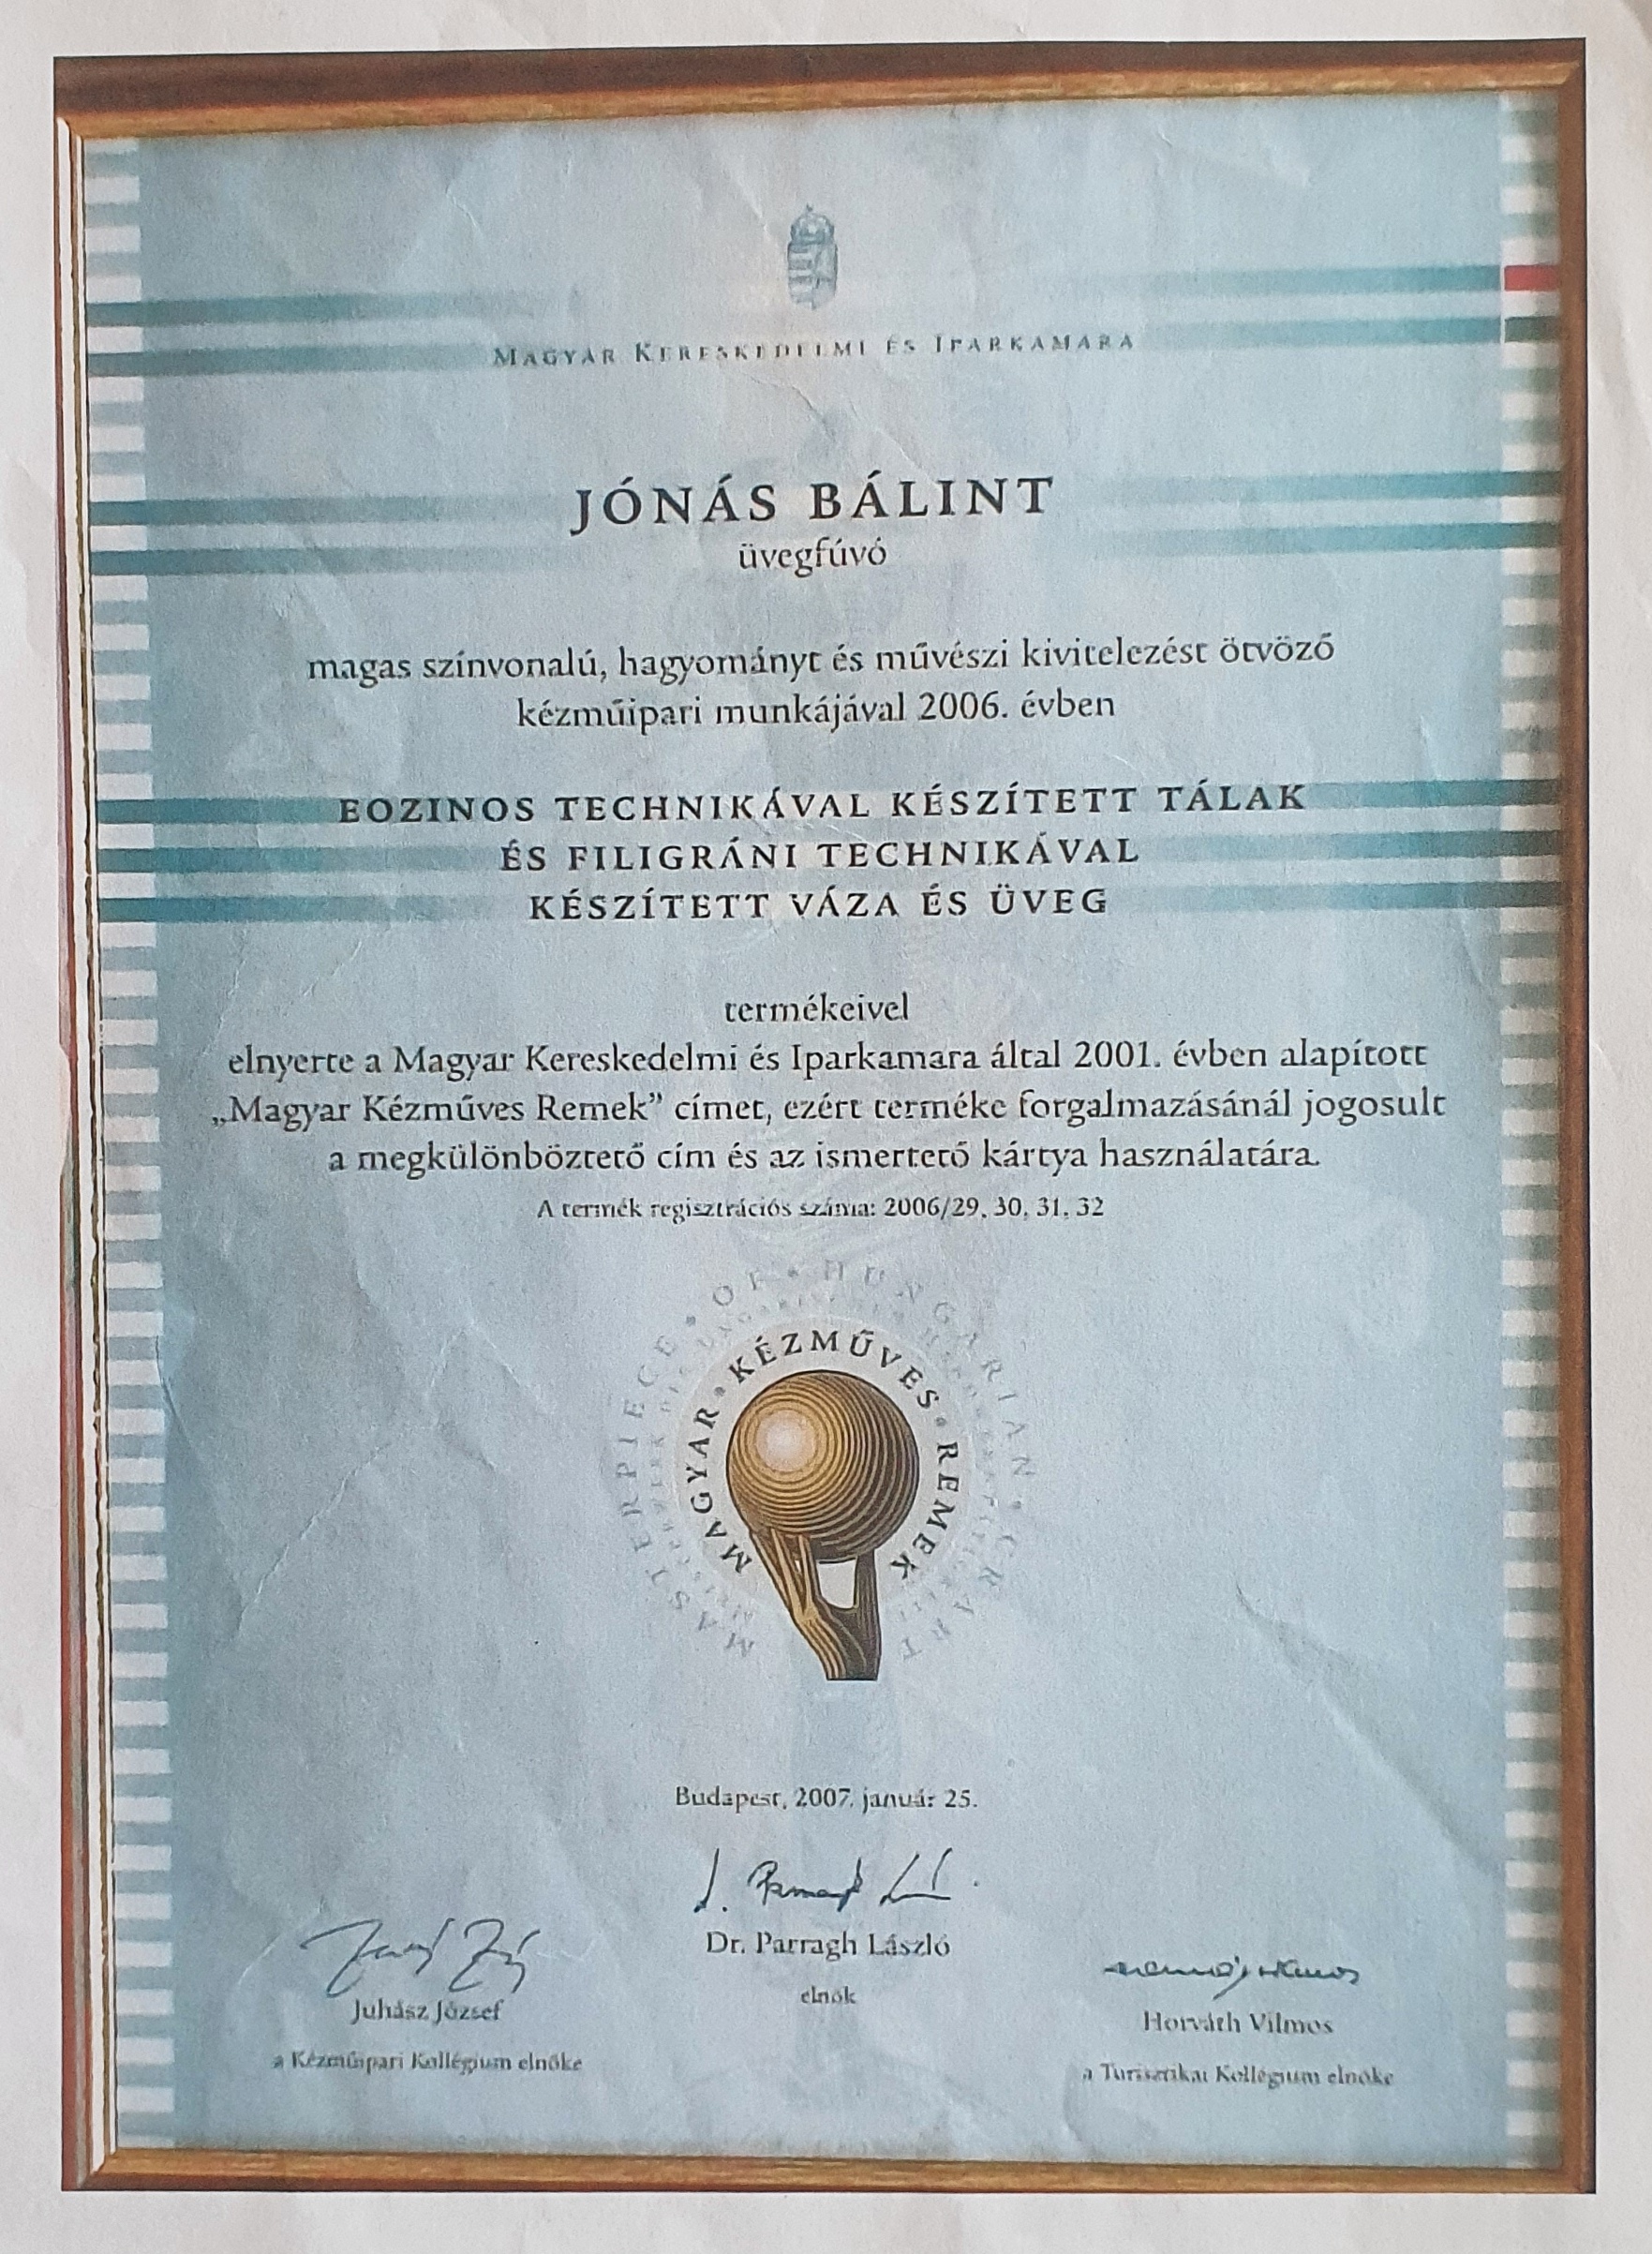 MAGYAR KERESKEDELMI ÉS IPARKAMARA
JÓNÁS BÁLINT
üvegfúvó
magas színvonalú, hagyományt és művészi kivitelezést ötvöző
kézműipari munkájával 2006. évben
EOZINOS TECHNIKÁVAL KÉSZÍTETT TÁLAK
ÉS FILIGRÁNI TECHNIKÁVAL
KÉSZÍTETT VÁZA ÉS ÜVEG
termékeivel
elnyerte a Magyar Kereskedelmi és Iparkamara által 2001. évben alapított
„Magyar Kézműves Remek” címet, ezért terméke forgalmazásánál jogosult
a megkülönböztető cím és az ismertető kártya használatára.
A termék regisztrációs száma: 2006/29, 30, 31, 32
MASTERPIECE • OF • HUNGARIAN • CRAFT
MAGYAR • KÉZMŰVES • REMEK
Budapest, 2007. január 25.
Dr. Parragh László
elnök
Juhász József
a Kézműipari Kollégium elnöke
Horváth Vilmos
a Turisztikai Kollégium elnöke